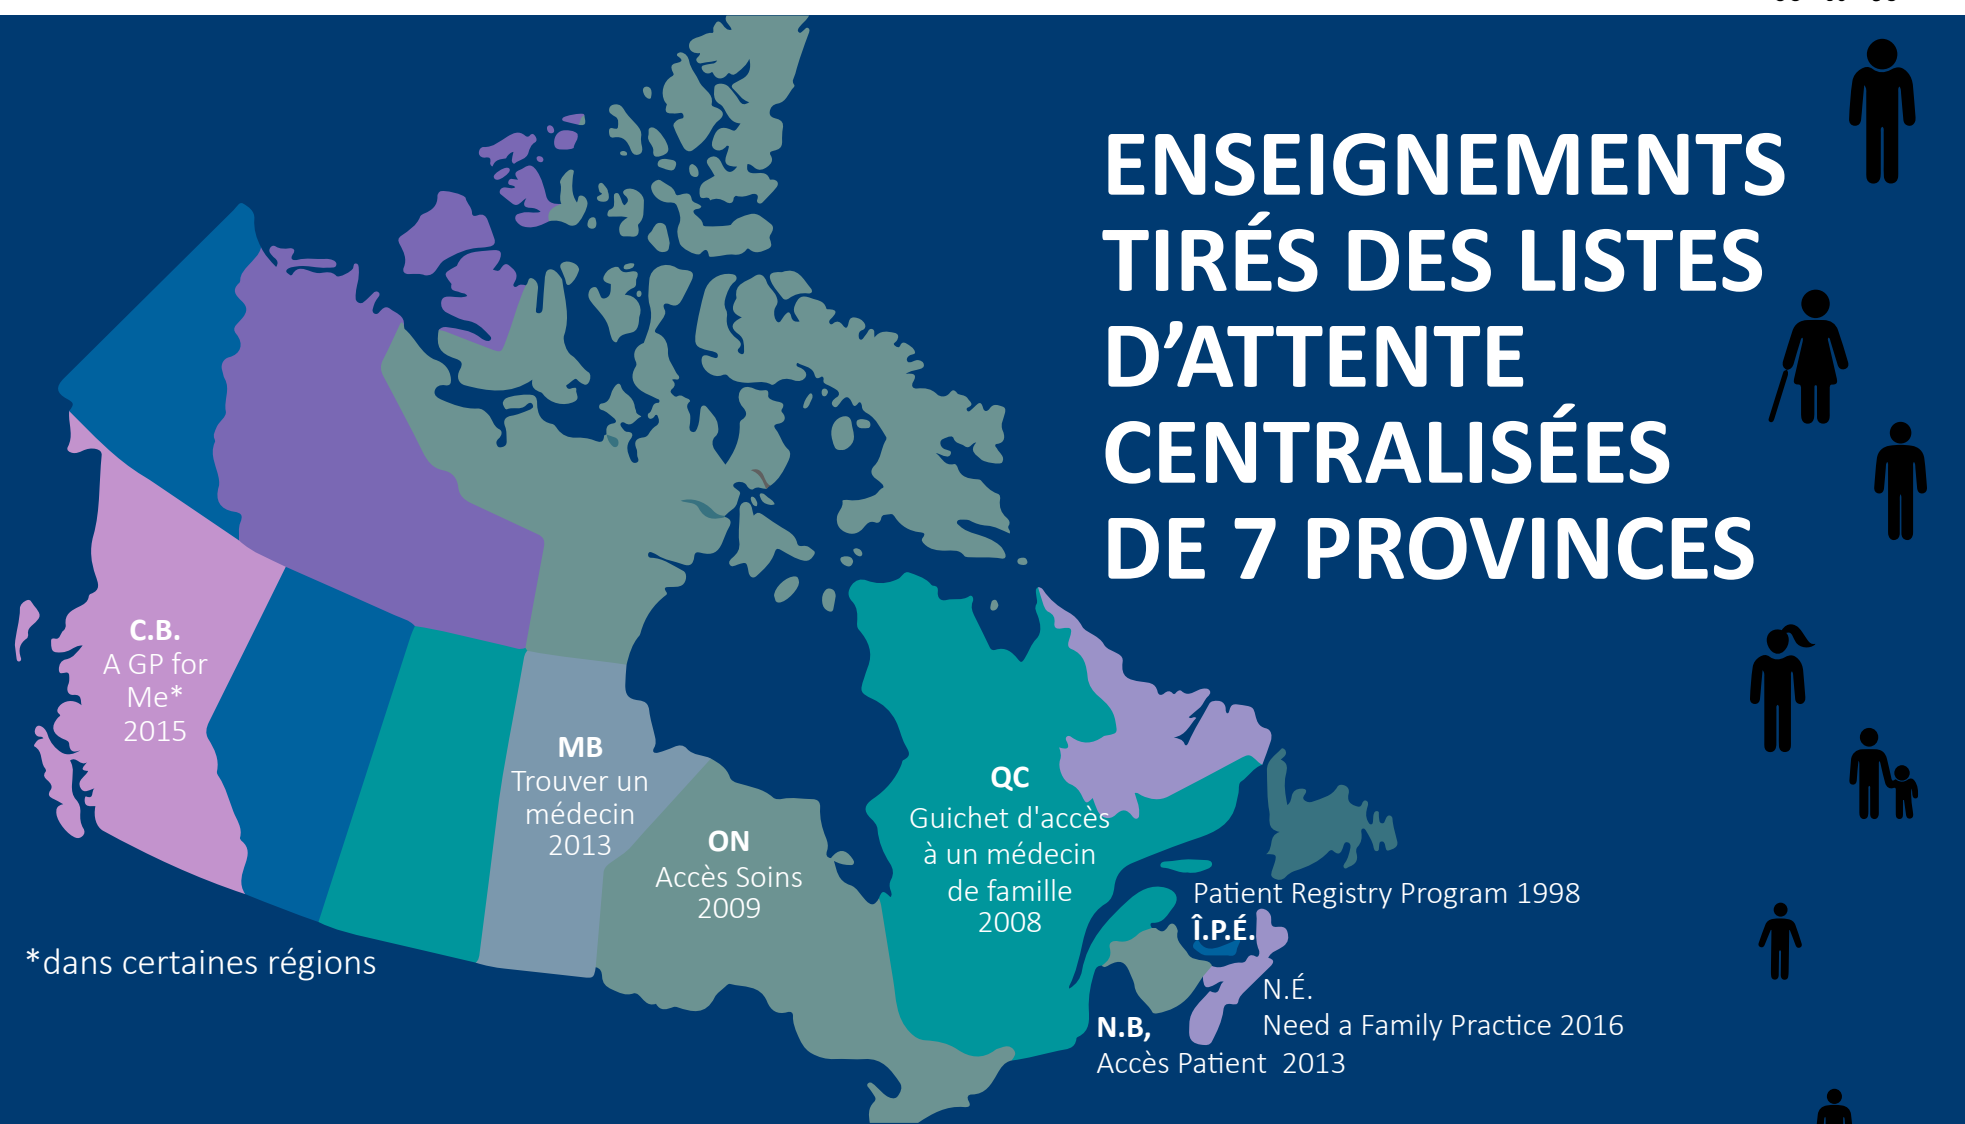 ENSEIGNEMENTS
TIRÉS DES LISTES
D’ATTENTE
CENTRALISÉES
DE 7 PROVINCES
C.B.
A GP for
Me*
2015
MB
Trouver un
médecin
2013
ON
Accès Soins
2009
QC
Guichet d'accès
à un médecin
de famille
2008
Patient Registry Program 1998
Î.P.É.
N.É.
Need a Family Practice 2016
N.B,
Accès Patient 2013
*dans certaines régions